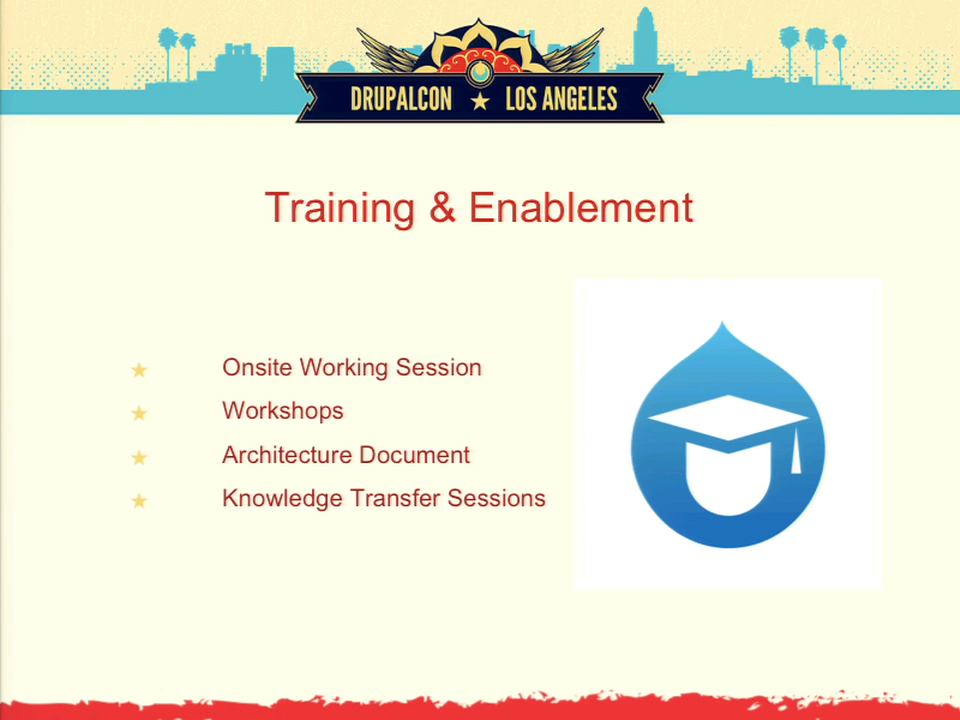 DRUPALCON ★ LOS ANGELES
Training & Enablement
Onsite Working Session
Workshops
Architecture Document
Knowledge Transfer Sessions